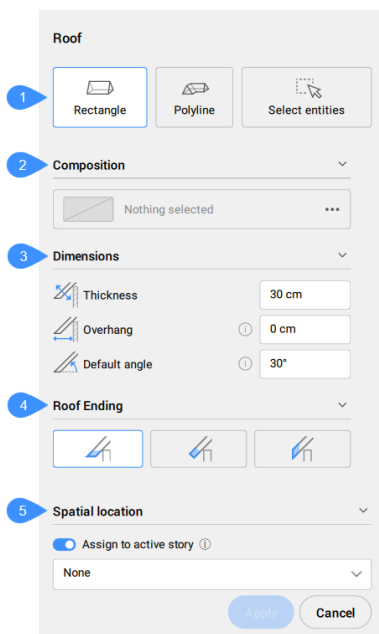 Roof
1
Rectangle
Polyline
Select entities
2 Composition
Nothing selected
3 Dimensions
Thickness 30 cm
Overhang 0 cm
Default angle 30°
4 Roof Ending
5 Spatial location
Assign to active story
None
Apply Cancel